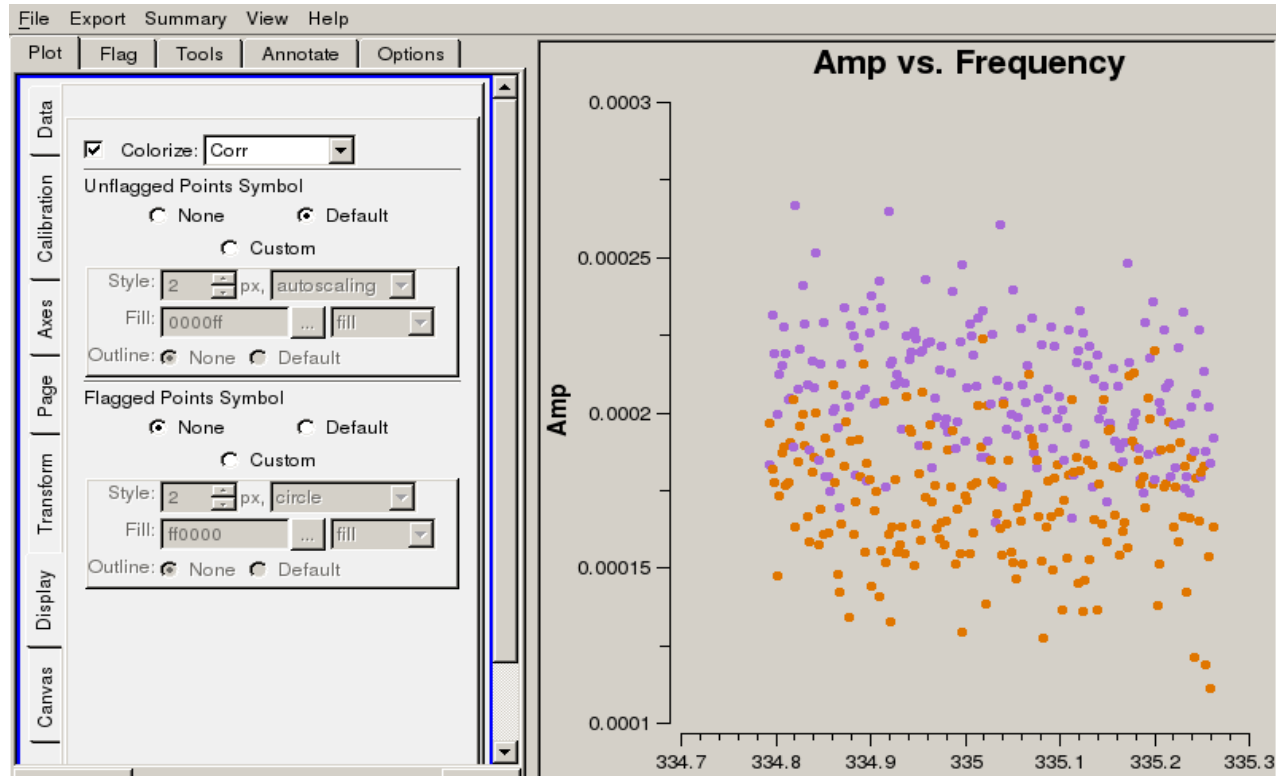 File Export Summary View Help
Plot Flag Tools Annotate Options
Data
Calibration
Axes
Page
Transform
Display
Canvas
Colorize: Corr
Unflagged Points Symbol
None Default
Custom
Style: 2 px, autoscaling
Fill: 0000ff ... fill
Outline: None Default
Flagged Points Symbol
None Default
Custom
Style: 2 px, circle
Fill: ff0000 ... fill
Outline: None Default
Amp vs. Frequency
Amp
0.0003
0.00025
0.0002
0.00015
0.0001
334.7 334.8 334.9 335 335.1 335.2 335.3